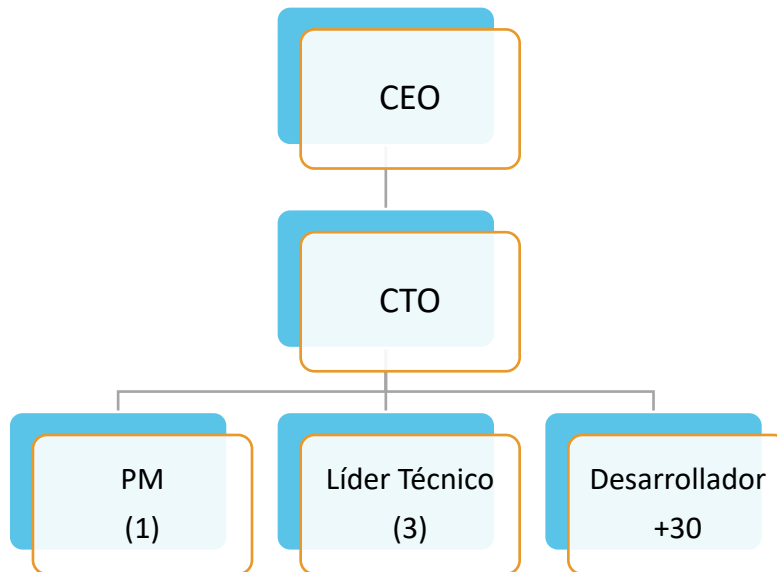 CEO
CTO
PM
(1)
Líder Técnico
(3)
Desarrollador
+30